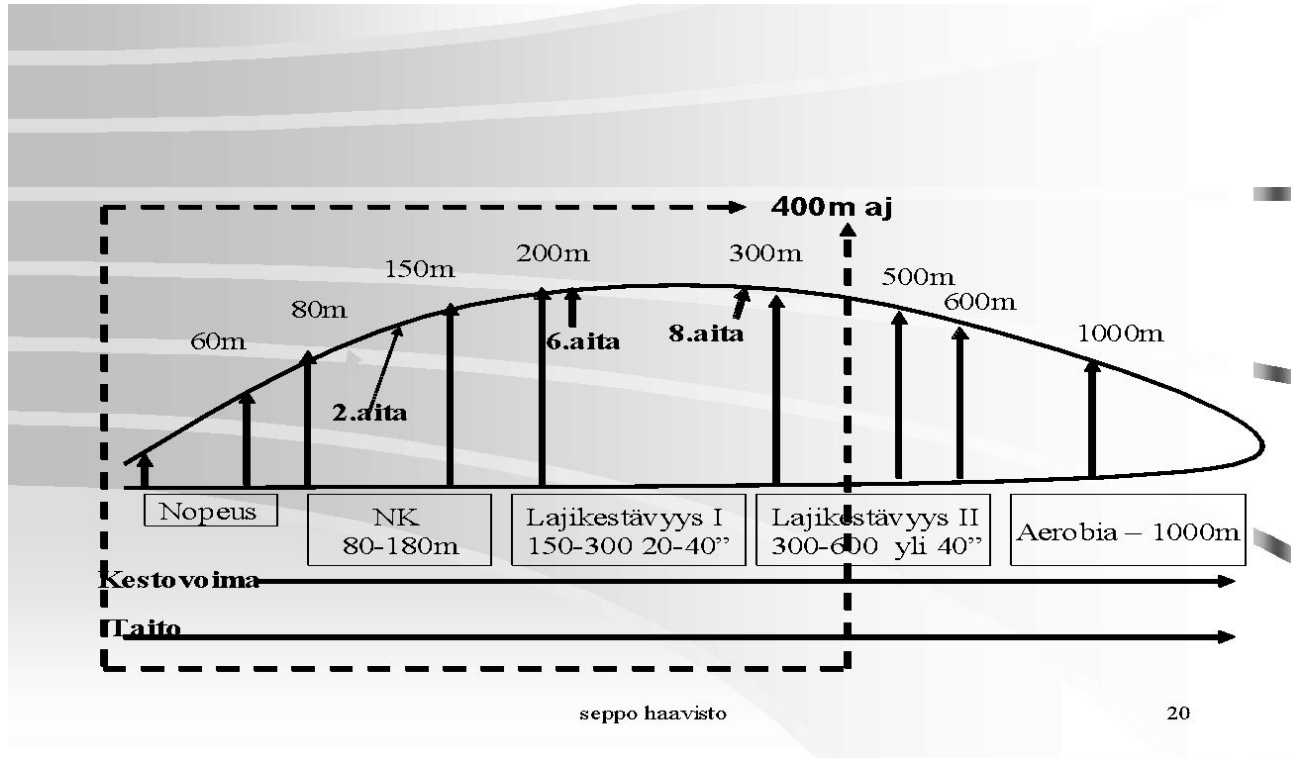 400m aj
200m
300m
150m
500m
80m
600m
60m
1000m
6.aita
8.aita
2.aita
Nopeus
NK
80-180m
Lajikestävyys I
150-300 20-40”
Lajikestävyys II
300-600 yli 40”
Aerobia – 1000m
Kestovoima
Taito
seppo haavisto
20